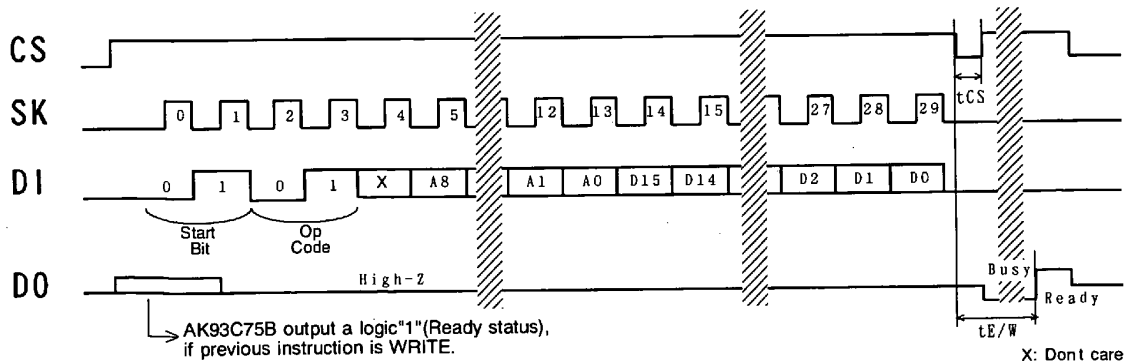 CS
tCS
SK 0 1 2 3 4 5 12 13 14 15 27 28 29
DI 0 1 0 1 X A8 A1 A0 D15 D14 D2 D1 D0
Start
Bit
Op
Code
DO High-Z Busy
Ready
tE/W
AK93C75B output a logic"1"(Ready status),
if previous instruction is WRITE.
X: Dont care